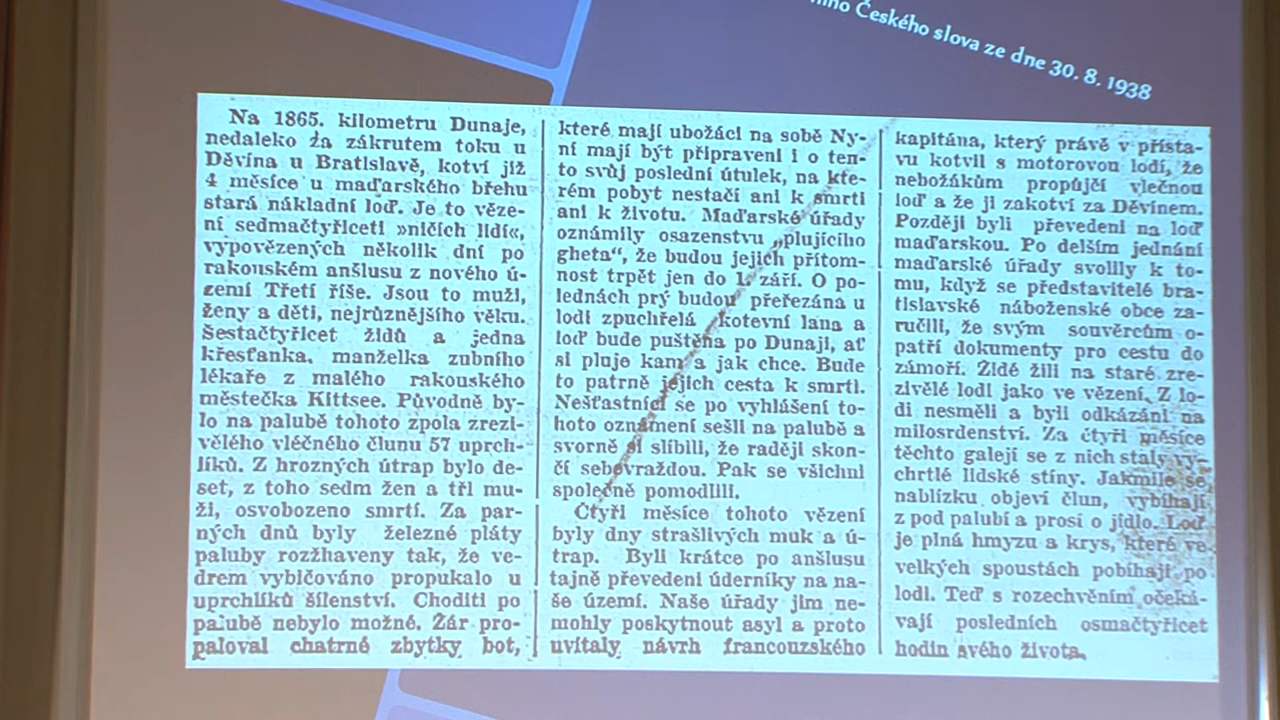 Českého slova ze dne 30. 8. 1938
Na 1865. kilometru Dunaje,
nedaleko za zákrutem toku u
Děvína u Bratislavě, kotví již
4 měsíce u maďarského břehu
stará nákladní loď. Je to věze-
ní sedmačtyřiceti »ničích lidí«,
vypovězených několik dní po
rakouském anšlusu z nového ú-
zemí Třetí říše. Jsou to muži,
ženy a děti, nejrůznějšího věku.
Šestačtyřicet židů a jedna
křesťanka, manželka zubního
lékaře z malého rakouského
městečka Kittsee. Původně by-
lo na palubě tohoto zpola zrezi-
vělého vlečného člunu 57 uprch-
líků. Z hrozných útrap bylo de-
set, z toho sedm žen a tři mu-
ži, osvobozeno smrtí. Za par-
ných dnů byly železné pláty
paluby rozžhaveny tak, že ve-
drem vybičováno propukalo u
uprchlíků šílenství. Choditi po
palubě nebylo možné. Žár pro-
paloval chatrné zbytky bot,
které mají ubožáci na sobě Ny-
ní mají být připraveni i o ten-
to svůj poslední útulek, na kte-
rém pobyt nestačí ani k smrti
ani k životu. Maďarské úřady
oznámily osazenstvu „plujícího
gheta“, že budou jejich přítom-
nost trpět jen do 1. září. O po-
lednách prý budou přeřezána u
lodi zpuchřelá kotevní lana a
loď bude puštěna po Dunaji, ať
si pluje kam a jak chce. Bude
to patrně jejich cesta k smrti.
Nešťastníci se po vyhlášení to-
hoto oznámení sešli na palubě a
svorně si slíbili, že raději skon-
čí sebevraždou. Pak se všichni
společně pomodlili.
Čtyři měsíce tohoto vězení
byly dny strašlivých muk a ú-
trap. Byli krátce po anšlusu
tajně převedeni úderníky na na-
še území. Naše úřady jim ne-
mohly poskytnout asyl a proto
uvítaly návrh francouzského
kapitána, který právě v přísta-
vu kotvil s motorovou lodí, že
nebožákům propůjčí vlečnou
loď a že ji zakotví za Děvínem.
Později byli převedeni na loď
maďarskou. Po delším jednání
maďarské úřady svolily k to-
mu, když se představitelé bra-
tislavské náboženské obce za-
ručili, že svým souvěrcům o-
patří dokumenty pro cestu do
zámoří. Židé žili na staré zre-
zivělé lodi jako ve vězení. Z lo-
di nesměli a byli odkázáni na
milosrdenství. Za čtyři měsíce
těchto galejí se z nich staly vy-
chrtlé lidské stíny. Jakmile se
nablízku objeví člun, vybíhají
z pod palubí a prosí o jídlo. Loď
je plná hmyzu a krys, které ve
velkých spoustách pobíhají po
lodi. Teď s rozechvěním očeká-
vají posledních osmačtyřicet
hodin svého života.